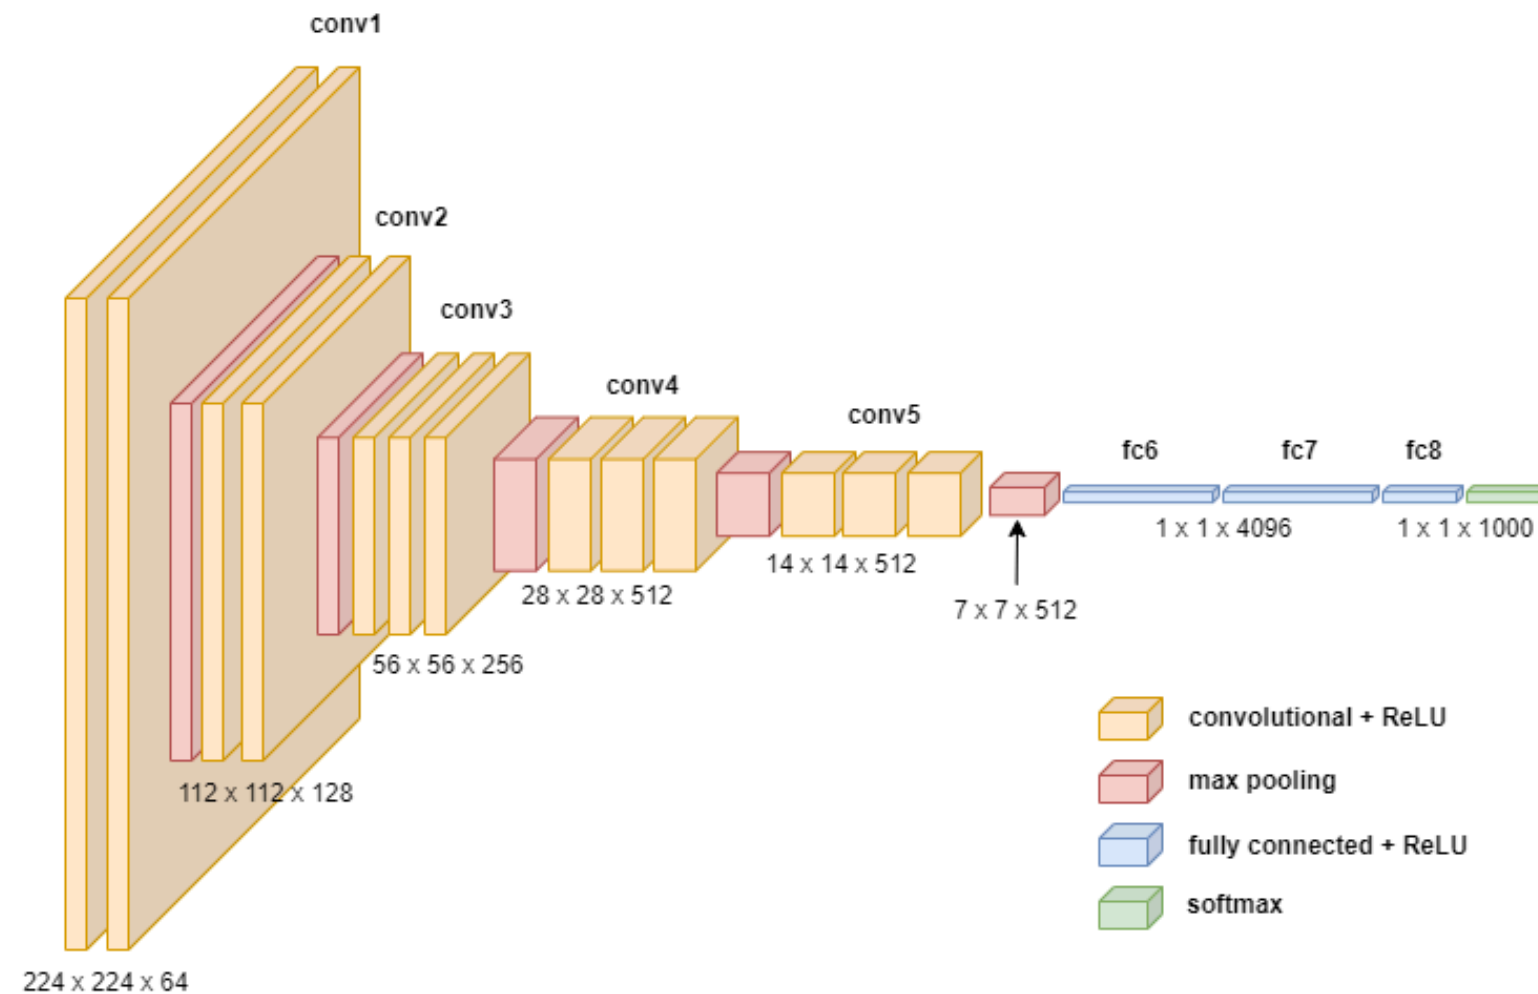 conv1
conv2
conv3
conv4
conv5
fc6
fc7
fc8
1 x 1 x 4096
1 x 1 x 1000
14 x 14 x 512
28 x 28 x 512
7 x 7 x 512
56 x 56 x 256
112 x 112 x 128
224 x 224 x 64
convolutional + ReLU
max pooling
fully connected + ReLU
softmax